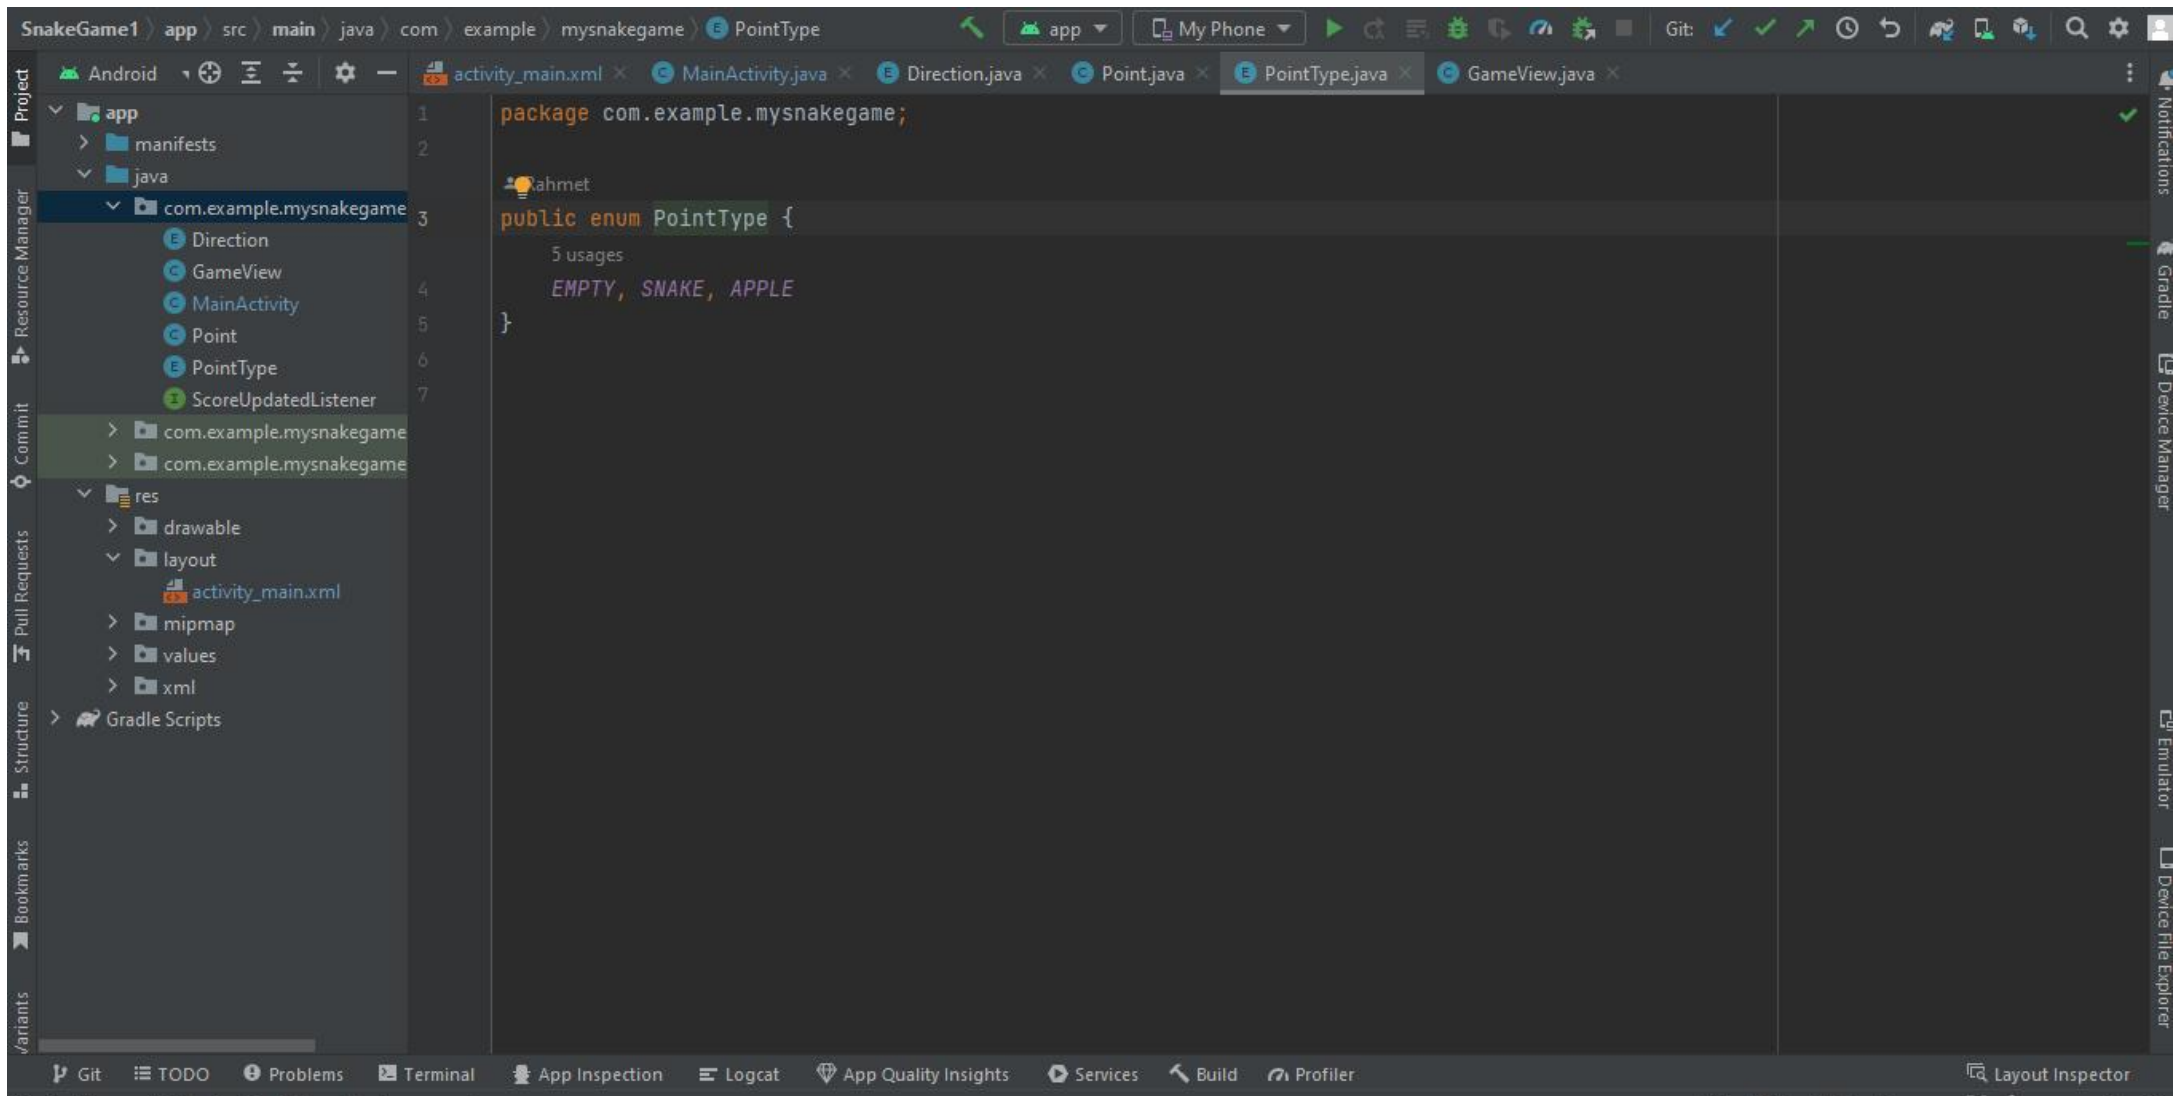 SnakeGame1 app src main java com example mysnakegame PointType app My Phone Git:
Android
activity_main.xml MainActivity.java Direction.java Point.java PointType.java GameView.java
Project
Resource Manager
Commit
Pull Requests
Structure
Bookmarks
app
manifests
java
com.example.mysnakegame
Direction
GameView
MainActivity
Point
PointType
ScoreUpdatedListener
com.example.mysnakegame
com.example.mysnakegame
res
drawable
layout
activity_main.xml
mipmap
values
xml
Gradle Scripts
1 package com.example.mysnakegame;
2
Rahmet
3 public enum PointType {
5 usages
4 EMPTY, SNAKE, APPLE
5 }
6
7
Notifications
Gradle
Device Manager
Emulator
Device File Explorer
Git TODO Problems Terminal App Inspection Logcat App Quality Insights Services Build Profiler Layout Inspector